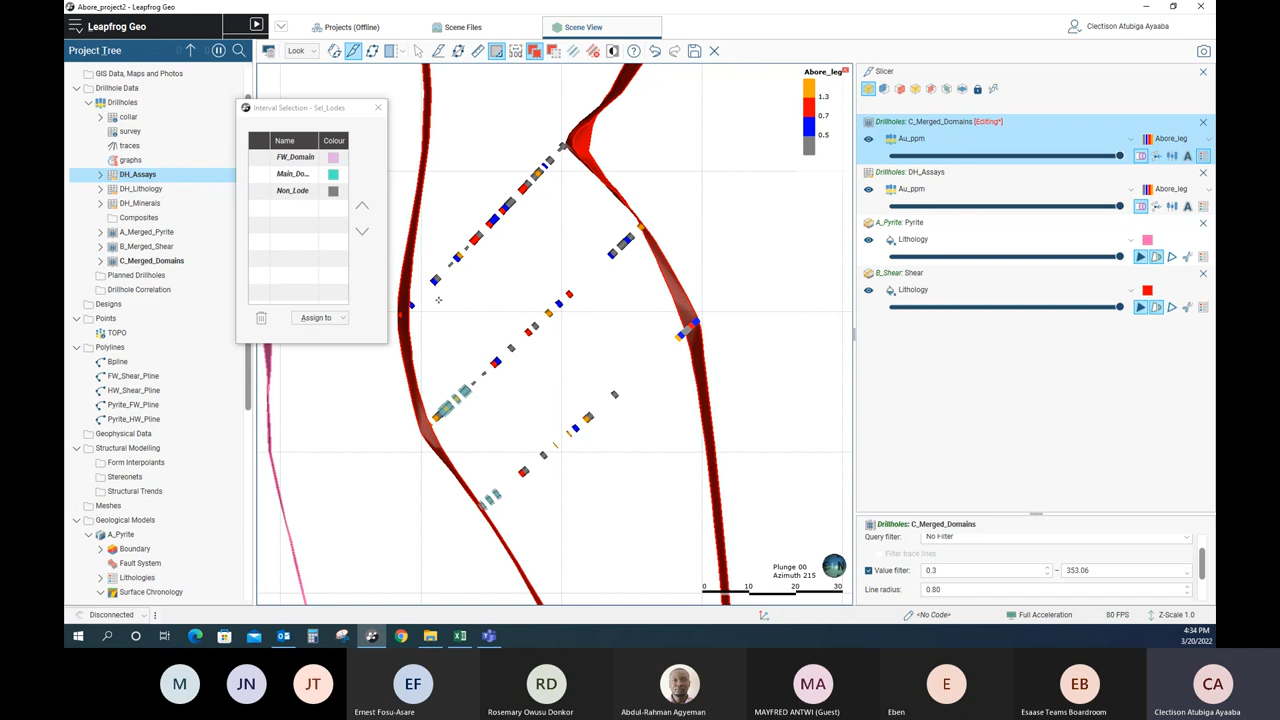 Abore_project2 - Leapfrog Geo
Leapfrog Geo
Projects (Offline)
Scene Files
Scene View
Clectison Atubiga Ayaaba
Project Tree
Look
GIS Data, Maps and Photos
Drillhole Data
Drillholes
collar
survey
traces
graphs
DH_Assays
DH_Lithology
DH_Minerals
Composites
A_Merged_Pyrite
B_Merged_Shear
C_Merged_Domains
Planned Drillholes
Drillhole Correlation
Designs
Points
TOPO
Polylines
Bpline
FW_Shear_Pline
HW_Shear_Pline
Pyrite_FW_Pline
Pyrite_HW_Pline
Geophysical Data
Structural Modelling
Form Interpolants
Stereonets
Structural Trends
Meshes
Geological Models
A_Pyrite
Boundary
Fault System
Lithologies
Surface Chronology
Interval Selection - Sel_Lodes
Name
Colour
FW_Domain
Main_Do...
Non_Lode
Assign to
Abore_leg
1.3
0.7
0.5
Plunge 00
Azimuth 215
0 10 20 30
Slicer
Drillholes: C_Merged_Domains [Editing*]
Au_ppm
Abore_leg
Drillholes: DH_Assays
Au_ppm
Abore_leg
A_Pyrite: Pyrite
Lithology
B_Shear: Shear
Lithology
Drillholes: C_Merged_Domains
Query filter: No Filter
Filter trace lines
Value filter: 0.3 – 353.06
Line radius: 0.80
Disconnected
<No Code>
Full Acceleration
80 FPS
Z-Scale 1.0
4:34 PM
3/20/2022
M
JN
JT
EF
Ernest Fosu-Asare
RD
Rosemary Owusu Donkor
Abdul-Rahman Agyeman
MA
MAYFRED ANTWI (Guest)
E
Eben
EB
Esaase Teams Boardroom
CA
Clectison Atubiga Ayaaba